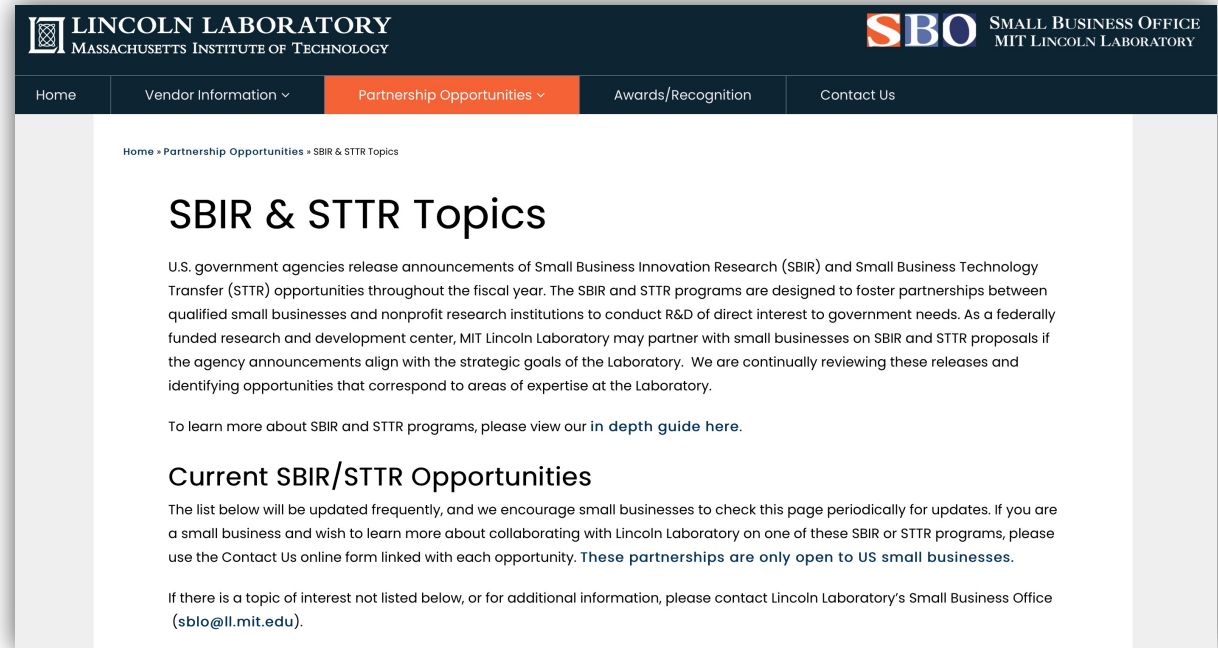 LINCOLN LABORATORY
MASSACHUSETTS INSTITUTE OF TECHNOLOGY
SBO
SMALL BUSINESS OFFICE
MIT LINCOLN LABORATORY
Home
Vendor Information
Partnership Opportunities
Awards/Recognition
Contact Us
Home » Partnership Opportunities » SBIR & STTR Topics
SBIR & STTR Topics
U.S. government agencies release announcements of Small Business Innovation Research (SBIR) and Small Business Technology
Transfer (STTR) opportunities throughout the fiscal year. The SBIR and STTR programs are designed to foster partnerships between
qualified small businesses and nonprofit research institutions to conduct R&D of direct interest to government needs. As a federally
funded research and development center, MIT Lincoln Laboratory may partner with small businesses on SBIR and STTR proposals if
the agency announcements align with the strategic goals of the Laboratory. We are continually reviewing these releases and
identifying opportunities that correspond to areas of expertise at the Laboratory.
To learn more about SBIR and STTR programs, please view our in depth guide here.
Current SBIR/STTR Opportunities
The list below will be updated frequently, and we encourage small businesses to check this page periodically for updates. If you are
a small business and wish to learn more about collaborating with Lincoln Laboratory on one of these SBIR or STTR programs, please
use the Contact Us online form linked with each opportunity. These partnerships are only open to US small businesses.
If there is a topic of interest not listed below, or for additional information, please contact Lincoln Laboratory's Small Business Office
(sblo@ll.mit.edu).